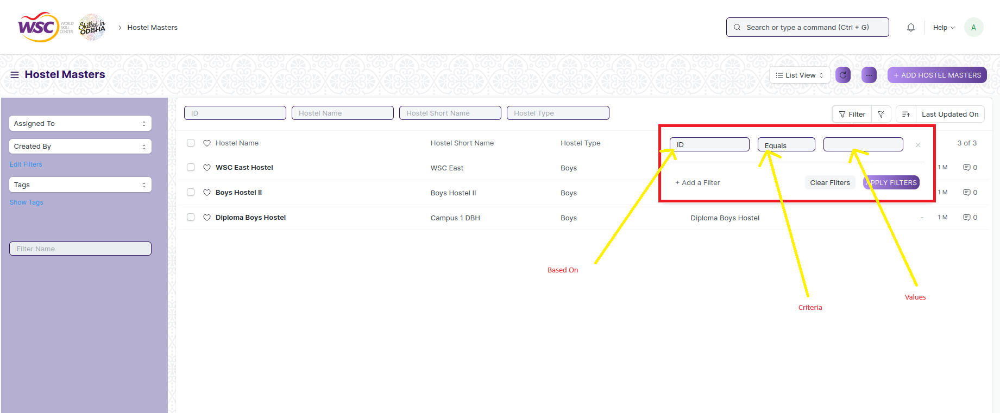 WSC WORLD SKILL CENTER Skilled in ODISHA > Hostel Masters Search or type a command (Ctrl + G) Help A
Hostel Masters List View ... + ADD HOSTEL MASTERS
Assigned To
Created By
Edit Filters
Tags
Show Tags
Filter Name
ID Hostel Name Hostel Short Name Hostel Type Filter Last Updated On
Hostel Name Hostel Short Name Hostel Type 3 of 3
WSC East Hostel WSC East Boys 1 M 0
Boys Hostel II Boys Hostel II Boys 1 M 0
Diploma Boys Hostel Campus 1 DBH Boys Diploma Boys Hostel - 1 M 0
ID Equals
+ Add a Filter Clear Filters APPLY FILTERS
Based On
Criteria
Values